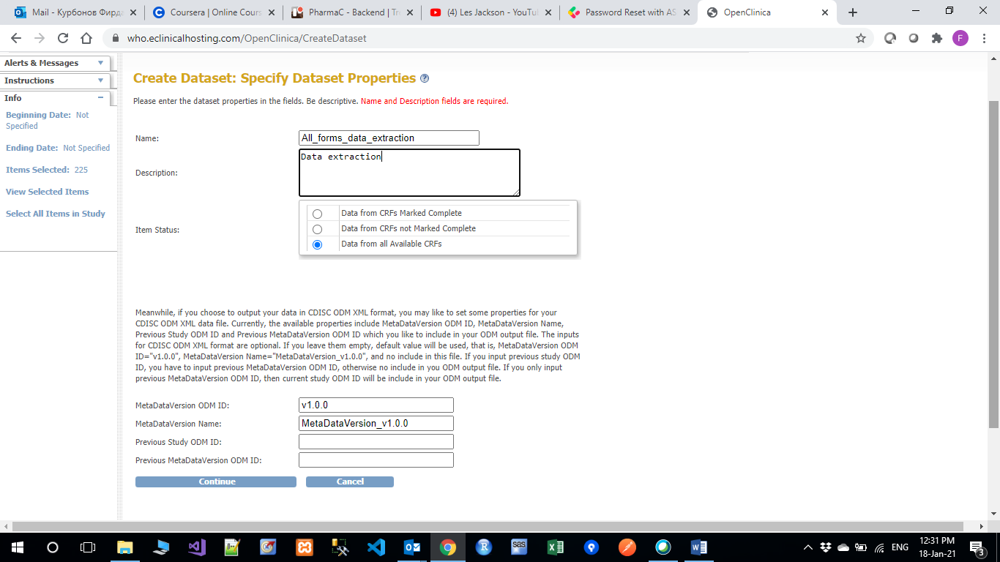 Mail - Курбонов Фирда
Coursera | Online Cours
PharmaC - Backend | Tr
(4) Les Jackson - YouTu
Password Reset with AS
OpenClinica
who.eclinicalhosting.com/OpenClinica/CreateDataset
F
Alerts & Messages
Instructions
Info
Beginning Date: Not
Specified
Ending Date: Not Specified
Items Selected: 225
View Selected Items
Select All Items in Study
Create Dataset: Specify Dataset Properties
Please enter the dataset properties in the fields. Be descriptive. Name and Description fields are required.
Name: All_forms_data_extraction
Description: Data extraction
Item Status:
Data from CRFs Marked Complete
Data from CRFs not Marked Complete
Data from all Available CRFs
Meanwhile, if you choose to output your data in CDISC ODM XML format, you may like to set some properties for your
CDISC ODM XML data file. Currently, the available properties include MetaDataVersion ODM ID, MetaDataVersion Name,
Previous Study ODM ID and Previous MetaDataVersion ODM ID which you like to include in your ODM output file. The inputs
for CDISC ODM XML format are optional. If you leave them empty, default value will be used, that is, MetaDataVersion ODM
ID="v1.0.0", MetaDataVersion Name="MetaDataVersion_v1.0.0", and no include in this file. If you input previous study ODM
ID, you have to input previous MetaDataVersion ODM ID, otherwise no include in you ODM output file. If you only input
previous MetaDataVersion ODM ID, then current study ODM ID will be include in your ODM output file.
MetaDataVersion ODM ID: v1.0.0
MetaDataVersion Name: MetaDataVersion_v1.0.0
Previous Study ODM ID:
Previous MetaDataVersion ODM ID:
Continue Cancel
ENG
12:31 PM
18-Jan-21
3